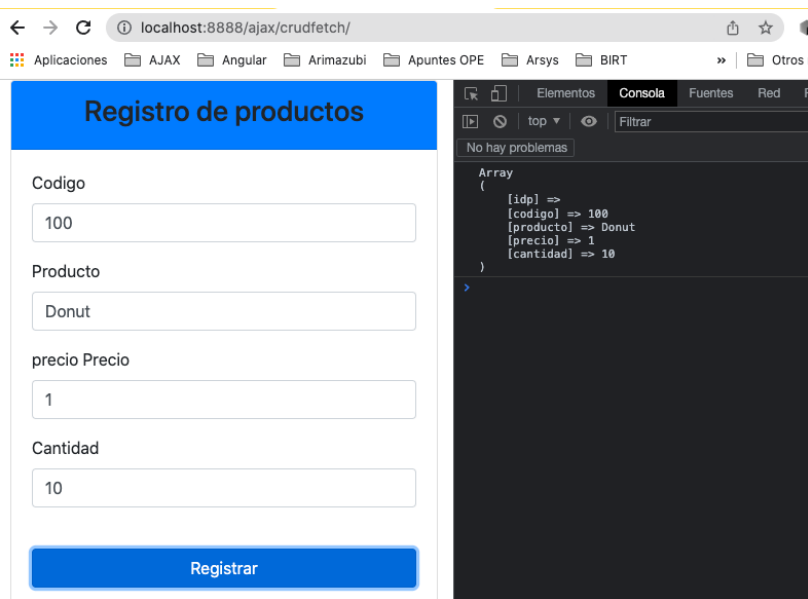 localhost:8888/ajax/crudfetch/
Aplicaciones AJAX Angular Arimazubi Apuntes OPE Arsys BIRT » Otros
Registro de productos
Codigo
100
Producto
Donut
precio Precio
1
Cantidad
10
Registrar
Elementos Consola Fuentes Red
top Filtrar
No hay problemas
Array
(
[idp] =>
[codigo] => 100
[producto] => Donut
[precio] => 1
[cantidad] => 10
)
>